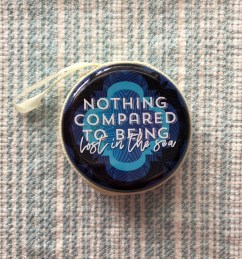 NOTHING
COMPARED
TO BEING
lost in the sea